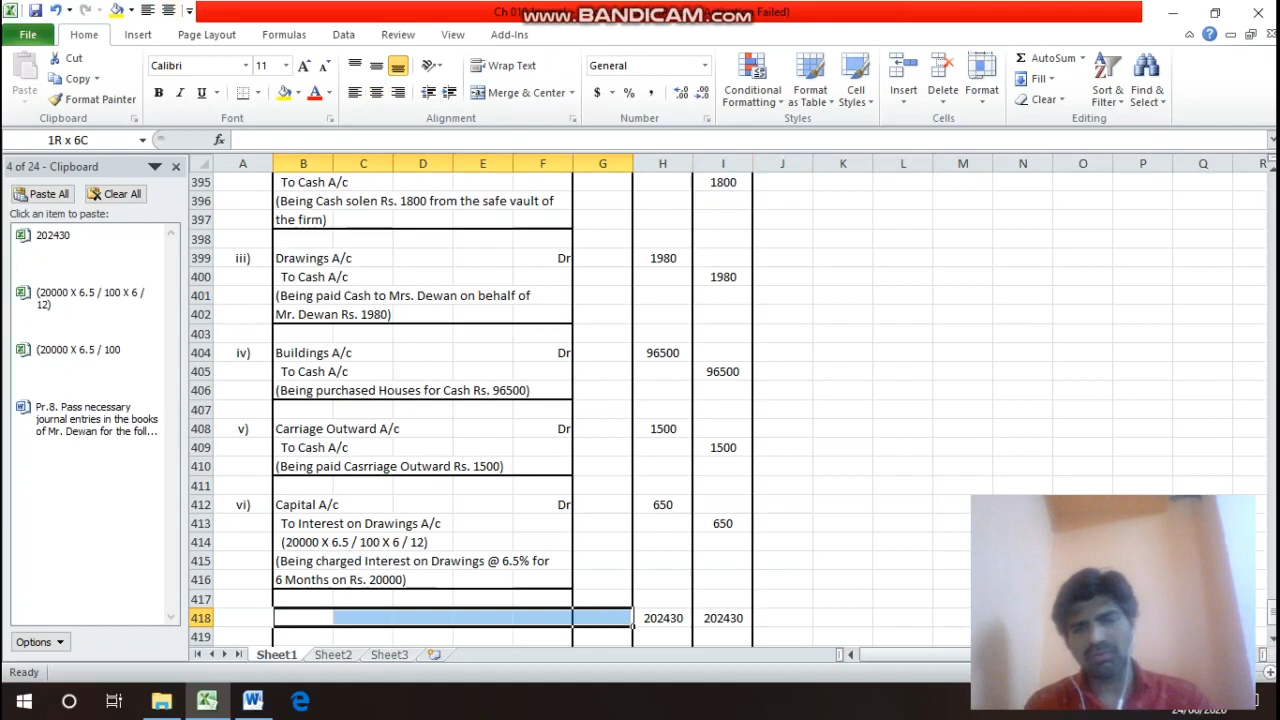 Ch 01
Activation Failed)
www.BANDICAM.com
File Home Insert Page Layout Formulas Data Review View Add-Ins
Paste
Cut
Copy
Format Painter
Clipboard
Calibri 11
B I U
Font
Wrap Text
Merge & Center
Alignment
General
$ % ,
Number
Conditional Formatting
Format as Table
Cell Styles
Styles
Insert Delete Format
Cells
Σ AutoSum
Fill
Clear
Sort & Filter
Find & Select
Editing
1R x 6C fx
4 of 24 - Clipboard
Paste All Clear All
Click an item to paste:
202430
(20000 X 6.5 / 100 X 6 /
12)
(20000 X 6.5 / 100
Pr.8. Pass necessary
journal entries in the books
of Mr. Dewan for the foll...
Options
A B C D E F G H I J K L M N O P Q R
395 To Cash A/c 1800
396 (Being Cash solen Rs. 1800 from the safe vault of
397 the firm)
398
399 iii) Drawings A/c Dr 1980
400 To Cash A/c 1980
401 (Being paid Cash to Mrs. Dewan on behalf of
402 Mr. Dewan Rs. 1980)
403
404 iv) Buildings A/c Dr 96500
405 To Cash A/c 96500
406 (Being purchased Houses for Cash Rs. 96500)
407
408 v) Carriage Outward A/c Dr 1500
409 To Cash A/c 1500
410 (Being paid Casrriage Outward Rs. 1500)
411
412 vi) Capital A/c Dr 650
413 To Interest on Drawings A/c 650
414 (20000 X 6.5 / 100 X 6 / 12)
415 (Being charged Interest on Drawings @ 6.5% for
416 6 Months on Rs. 20000)
417
418 202430 202430
419
Sheet1 Sheet2 Sheet3
Ready